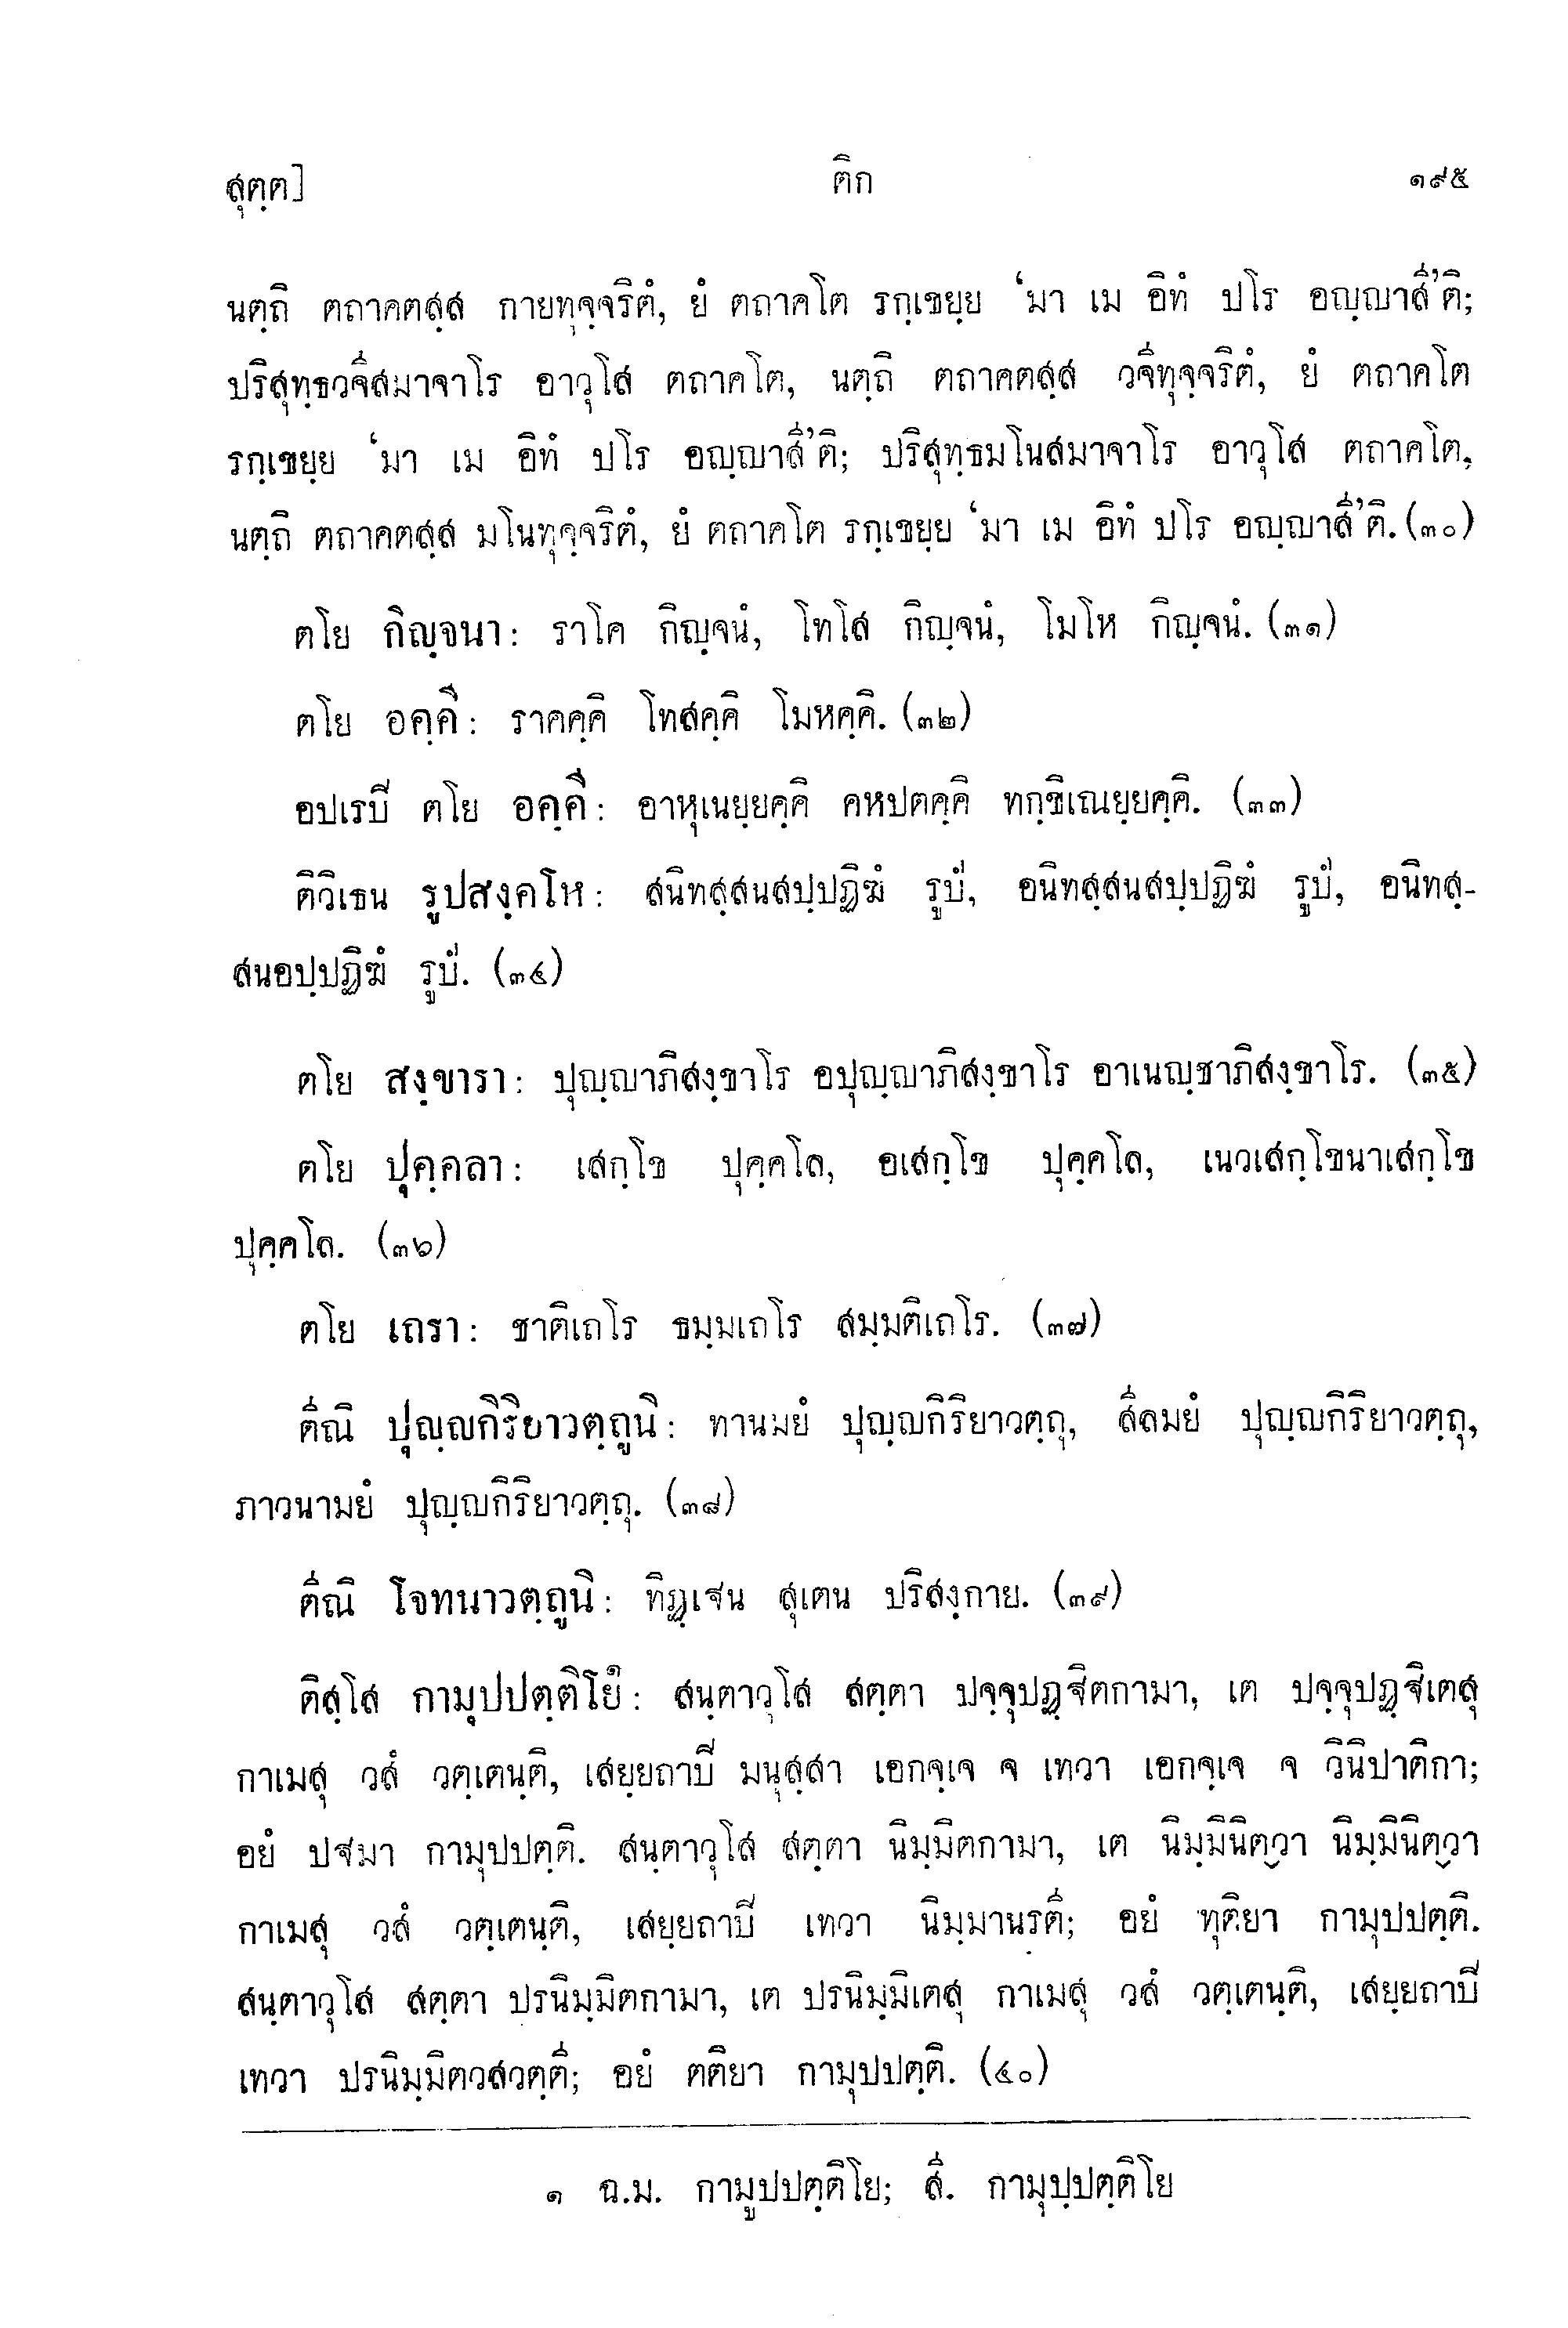 สุตฺต] ติก ๑๙๕
นตฺถิ ตถาคตสฺส กายทุจฺจริตํ, ยํ ตถาคโต รกฺเขยฺย ‘มา เม อิทํ ปโร อญฺญาสี’ติ;
ปริสุทฺธวจีสมาจาโร อาวุโส ตถาคโต, นตฺถิ ตถาคตสฺส วจีทุจฺจริตํ, ยํ ตถาคโต
รกฺเขยฺย ‘มา เม อิทํ ปโร อญฺญาสี’ติ; ปริสุทฺธมโนสมาจาโร อาวุโส ตถาคโต,
นตฺถิ ตถาคตสฺส มโนทุจฺจริตํ, ยํ ตถาคโต รกฺเขยฺย ‘มา เม อิทํ ปโร อญฺญาสี’ติ. (๓๐)
ตโย กิญฺจนา: ราโค กิญฺจนํ, โทโส กิญฺจนํ, โมโห กิญฺจนํ. (๓๑)
ตโย อคฺคี: ราคคฺคิ โทสคฺคิ โมหคฺคิ. (๓๒)
อปเรปิ ตโย อคฺคี: อาหุเนยฺยคฺคิ คหปตคฺคิ ทกฺขิเณยฺยคฺคิ. (๓๓)
ติวิเธน รูปสงฺคโห: สนิทสฺสนสปฺปฏิฆํ รูปํ, อนิทสฺสนสปฺปฏิฆํ รูปํ, อนิทสฺ-
สนอปฺปฏิฆํ รูปํ. (๓๔)
ตโย สงฺขารา: ปุญฺญาภิสงฺขาโร อปุญฺญาภิสงฺขาโร อาเนญฺชาภิสงฺขาโร. (๓๕)
ตโย ปุคฺคลา: เสกฺโข ปุคฺคโล, อเสกฺโข ปุคฺคโล, เนวเสกฺโขนาเสกฺโข
ปุคฺคโล. (๓๖)
ตโย เถรา: ชาติเถโร ธมฺมเถโร สมฺมติเถโร. (๓๗)
ตีณิ ปุญฺญกิริยาวตฺถูนิ: ทานมยํ ปุญฺญกิริยาวตฺถุ, สีลมยํ ปุญฺญกิริยาวตฺถุ,
ภาวนามยํ ปุญฺญกิริยาวตฺถุ. (๓๘)
ตีณิ โจทนาวตฺถูนิ: ทิฏฺเฐน สุเตน ปริสงฺกาย. (๓๙)
ติสฺโส กามุปปตฺติโย๑: สนฺตาวุโส สตฺตา ปจฺจุปฏฺฐิตกามา, เต ปจฺจุปฏฺฐิเตสุ
กาเมสุ วสํ วตฺเตนฺติ, เสยฺยถาปิ มนุสฺสา เอกจฺเจ จ เทวา เอกจฺเจ จ วินิปาติกา;
อยํ ปฐมา กามุปปตฺติ. สนฺตาวุโส สตฺตา นิมฺมิตกามา, เต นิมฺมินิตฺวา นิมฺมินิตฺวา
กาเมสุ วสํ วตฺเตนฺติ, เสยฺยถาปิ เทวา นิมฺมานรตี; อยํ ทุติยา กามุปปตฺติ.
สนฺตาวุโส สตฺตา ปรนิมฺมิตกามา, เต ปรนิมฺมิเตสุ กาเมสุ วสํ วตฺเตนฺติ, เสยฺยถาปิ
เทวา ปรนิมฺมิตวสวตฺตี; อยํ ตติยา กามุปปตฺติ. (๔๐)
๑ ฉ.ม. กามูปปตฺติโย; สี. กามุปฺปตฺติโย